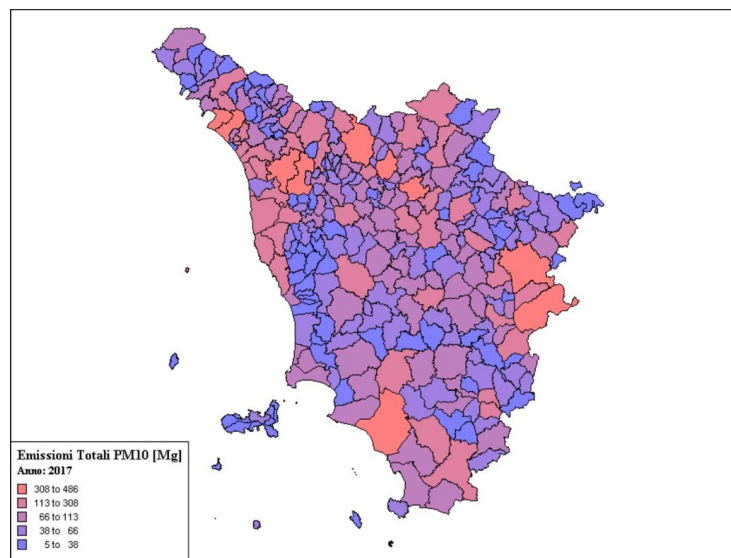 Emissioni Totali PM10 [Mg]
Anno: 2017
308 to 486
113 to 308
66 to 113
38 to 66
5 to 38